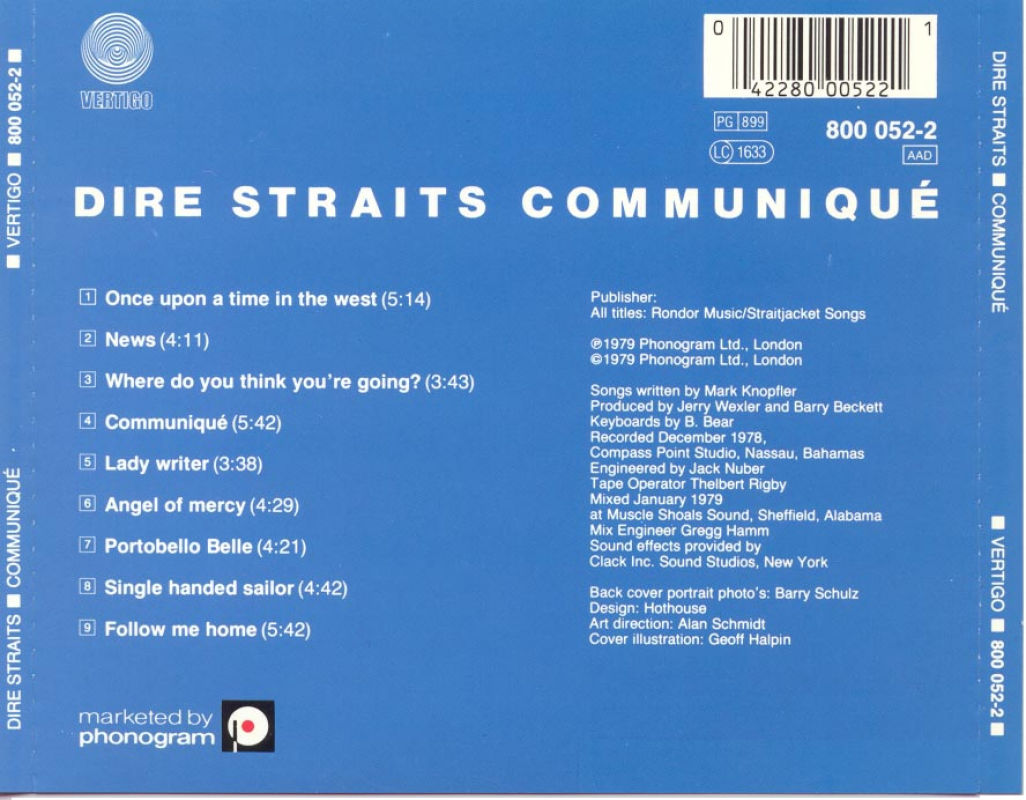 VERTIGO
0 42280 00522 1
PG 899
800 052-2
LC 1633
AAD
DIRE STRAITS COMMUNIQUÉ
1 Once upon a time in the west (5:14)
2 News (4:11)
3 Where do you think you're going? (3:43)
4 Communiqué (5:42)
5 Lady writer (3:38)
6 Angel of mercy (4:29)
7 Portobello Belle (4:21)
8 Single handed sailor (4:42)
9 Follow me home (5:42)
Publisher:
All titles: Rondor Music/Straitjacket Songs
℗1979 Phonogram Ltd., London
©1979 Phonogram Ltd., London
Songs written by Mark Knopfler
Produced by Jerry Wexler and Barry Beckett
Keyboards by B. Bear
Recorded December 1978,
Compass Point Studio, Nassau, Bahamas
Engineered by Jack Nuber
Tape Operator Thelbert Rigby
Mixed January 1979
at Muscle Shoals Sound, Sheffield, Alabama
Mix Engineer Gregg Hamm
Sound effects provided by
Clack Inc. Sound Studios, New York
Back cover portrait photo's: Barry Schulz
Design: Hothouse
Art direction: Alan Schmidt
Cover illustration: Geoff Halpin
marketed by
phonogram
DIRE STRAITS ■ COMMUNIQUÉ ■ VERTIGO ■ 800 052-2 ■
DIRE STRAITS ■ COMMUNIQUÉ ■ VERTIGO ■ 800 052-2 ■